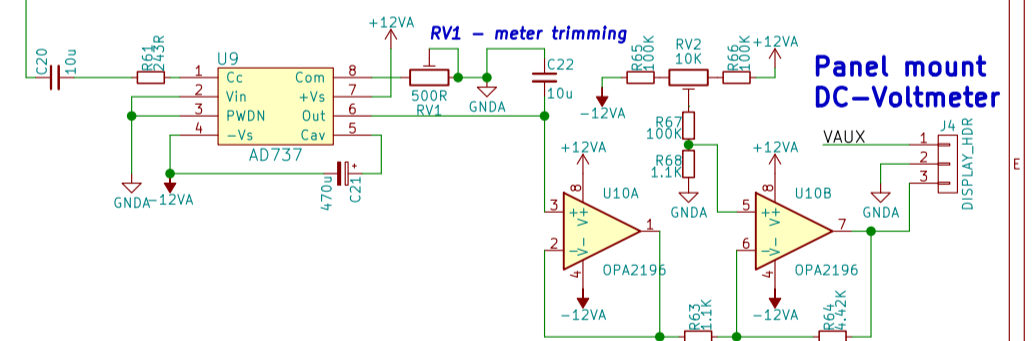 C20
10u
R61
243R
U9
1
Cc
2
Vin
3
PWDN
4
-Vs
8
Com
7
+Vs
6
Out
5
Cav
AD737
GNDA
-12VA
470u
C21
+
+12VA
RV1 - meter trimming
500R
RV1
GNDA
C22
10u
+12VA
8
U10A
3
+
V+
2
-
V-
1
4
OPA2196
-12VA
R65
100K
RV2
10K
R66
100K
+12VA
-12VA
R67
100K
R68
1.1K
GNDA
+12VA
8
U10B
5
+
V+
6
-
V-
7
4
OPA2196
-12VA
R63
1.1K
R64
4.42K
Panel mount
DC-Voltmeter
VAUX
J4
1
2
3
DISPLAY_HDR
GNDA
E